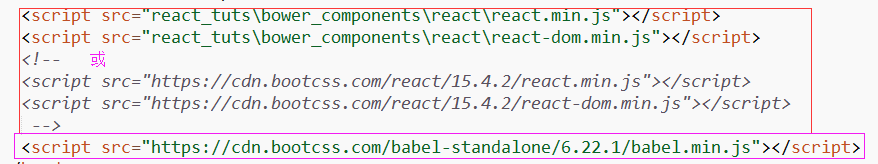 <script src="react_tuts\bower_components\react\react.min.js"></script>
<script src="react_tuts\bower_components\react\react-dom.min.js"></script>
<!-- 或
<script src="https://cdn.bootcss.com/react/15.4.2/react.min.js"></script>
<script src="https://cdn.bootcss.com/react/15.4.2/react-dom.min.js"></script>
-->
<script src="https://cdn.bootcss.com/babel-standalone/6.22.1/babel.min.js"></script>